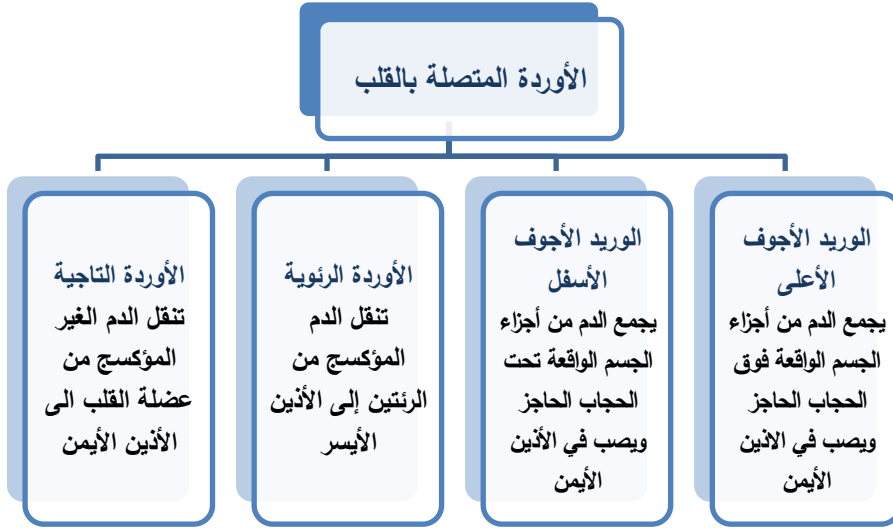 الأوردة المتصلة بالقلب
الوريد الأجوف
الأعلى
يجمع الدم من أجزاء
الجسم الواقعة فوق
الحجاب الحاجز
ويصب في الاذين
الأيمن
الوريد الأجوف
الأسفل
يجمع الدم من أجزاء
الجسم الواقعة تحت
الحجاب الحاجز
ويصب في الأذين
الأيمن
الأوردة الرئوية
تنقل الدم
المؤكسج من
الرئتين إلى الأذين
الأيسر
الأوردة التاجية
تنقل الدم الغير
المؤكسج من
عضلة القلب الى
الأذين الأيمن